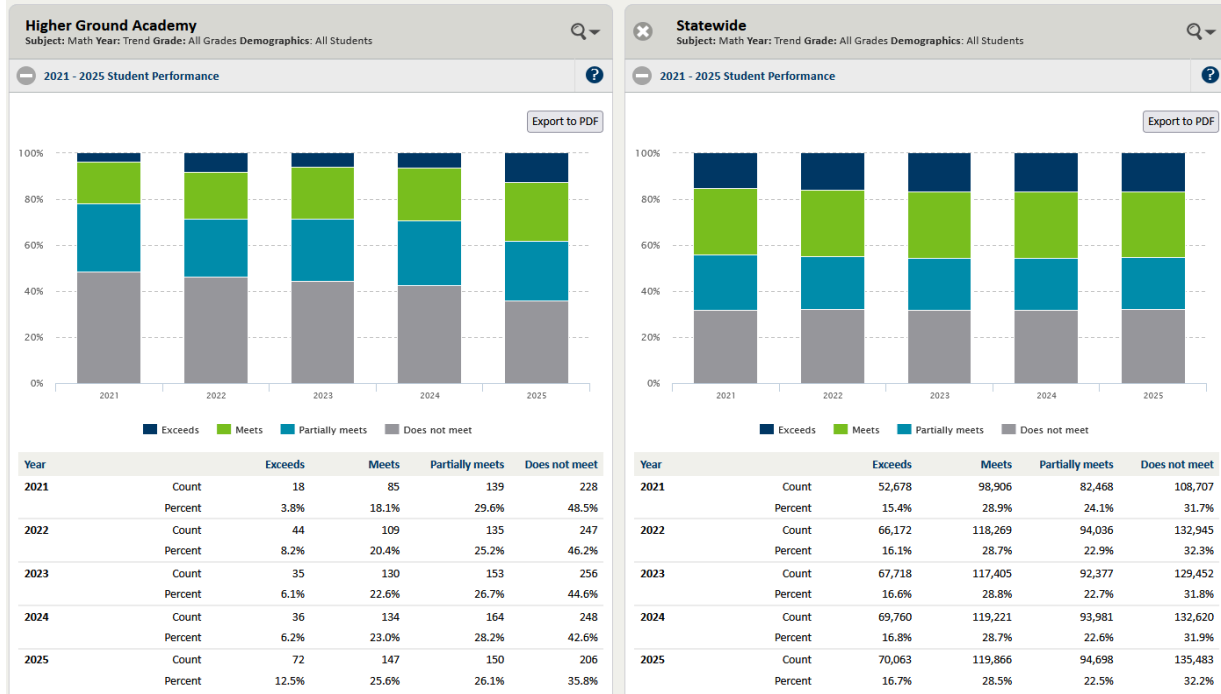 Higher Ground Academy
Subject: Math Year: Trend Grade: All Grades Demographics: All Students
2021 - 2025 Student Performance
?
Export to PDF
100%
80%
60%
40%
20%
0%
2021 2022 2023 2024 2025
Exceeds Meets Partially meets Does not meet
Year Exceeds Meets Partially meets Does not meet
2021 Count 18 85 139 228
Percent 3.8% 18.1% 29.6% 48.5%
2022 Count 44 109 135 247
Percent 8.2% 20.4% 25.2% 46.2%
2023 Count 35 130 153 256
Percent 6.1% 22.6% 26.7% 44.6%
2024 Count 36 134 164 248
Percent 6.2% 23.0% 28.2% 42.6%
2025 Count 72 147 150 206
Percent 12.5% 25.6% 26.1% 35.8%
Statewide
Subject: Math Year: Trend Grade: All Grades Demographics: All Students
2021 - 2025 Student Performance
?
Export to PDF
100%
80%
60%
40%
20%
0%
2021 2022 2023 2024 2025
Exceeds Meets Partially meets Does not meet
Year Exceeds Meets Partially meets Does not meet
2021 Count 52,678 98,906 82,468 108,707
Percent 15.4% 28.9% 24.1% 31.7%
2022 Count 66,172 118,269 94,036 132,945
Percent 16.1% 28.7% 22.9% 32.3%
2023 Count 67,718 117,405 92,377 129,452
Percent 16.6% 28.8% 22.7% 31.8%
2024 Count 69,760 119,221 93,981 132,620
Percent 16.8% 28.7% 22.6% 31.9%
2025 Count 70,063 119,866 94,698 135,483
Percent 16.7% 28.5% 22.5% 32.2%